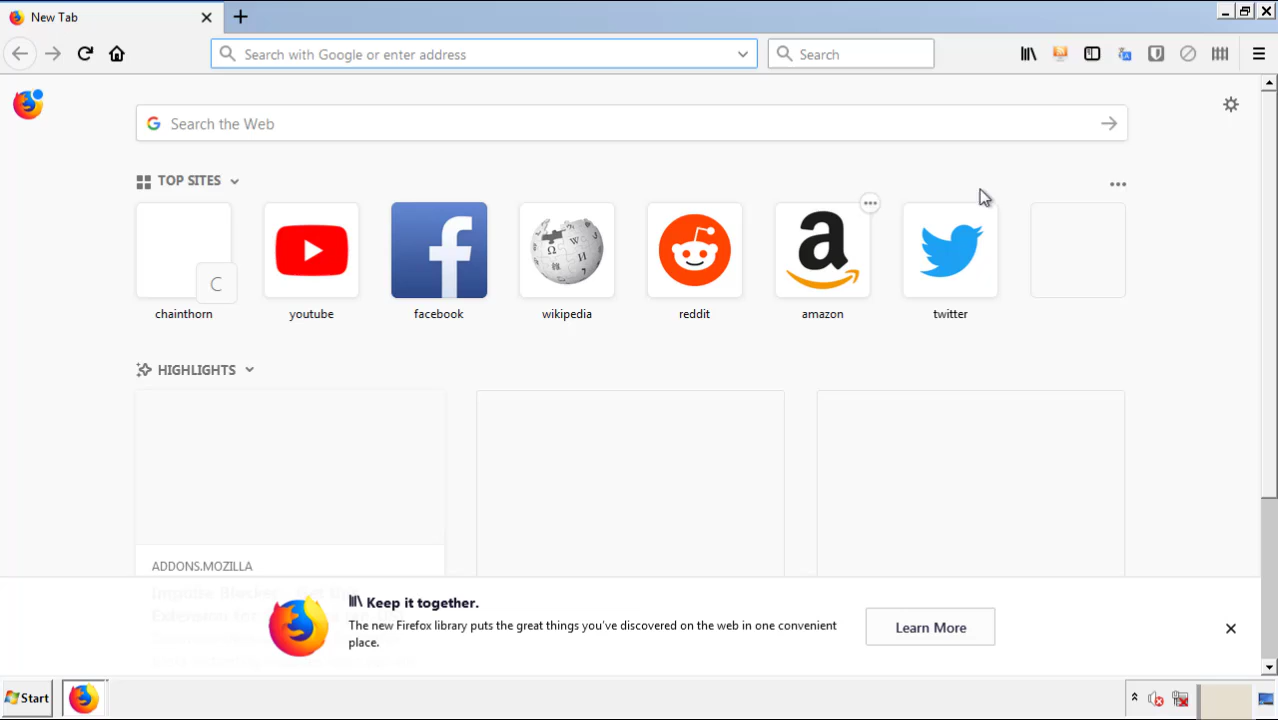 New Tab
Search with Google or enter address
Search
Search the Web
TOP SITES
C
chainthorn
youtube
facebook
wikipedia
reddit
amazon
twitter
HIGHLIGHTS
ADDONS.MOZILLA
Keep it together.
The new Firefox library puts the great things you've discovered on the web in one convenient
place.
Learn More
Start